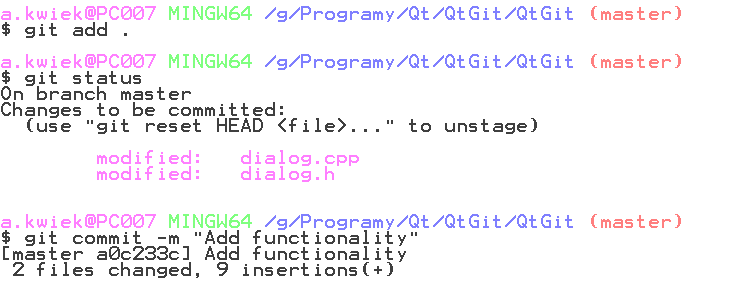 a.kwiek@PC007 MINGW64 /g/Programy/Qt/QtGit/QtGit (master)
$ git add .
a.kwiek@PC007 MINGW64 /g/Programy/Qt/QtGit/QtGit (master)
$ git status
On branch master
Changes to be committed:
  (use "git reset HEAD <file>..." to unstage)
        modified:   dialog.cpp
        modified:   dialog.h
a.kwiek@PC007 MINGW64 /g/Programy/Qt/QtGit/QtGit (master)
$ git commit -m "Add functionality"
[master a0c233c] Add functionality
 2 files changed, 9 insertions(+)